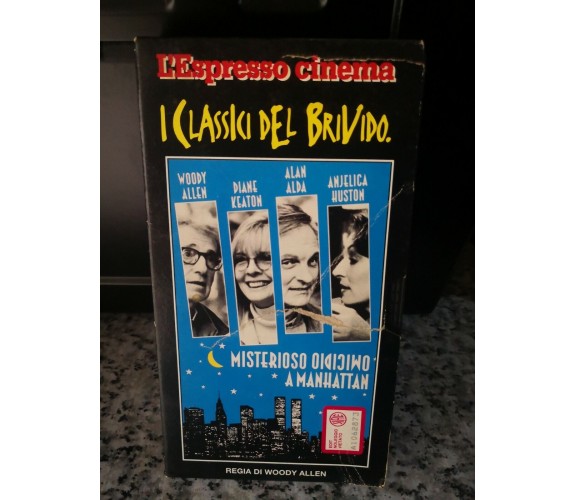 L'Espresso cinema
I CLASSICI DEL BRIVIDO.
WOODY ALLEN
DIANE KEATON
ALAN ALDA
ANJELICA HUSTON
MISTERIOSO OMICIDIO
A MANHATTAN
REGIA DI WOODY ALLEN